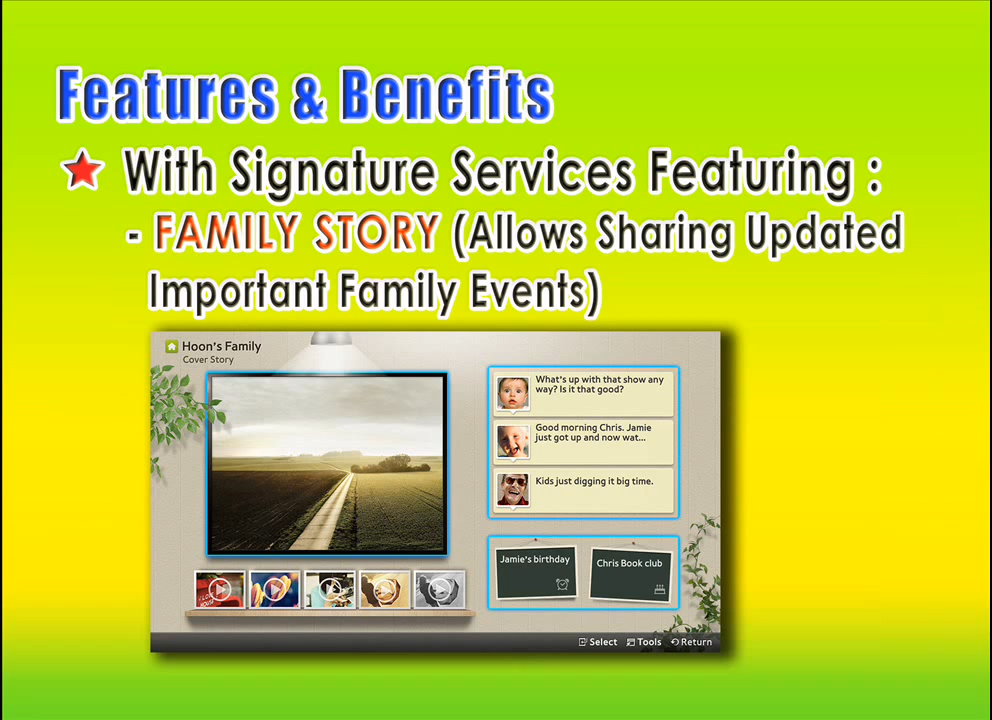 Features & Benefits
With Signature Services Featuring :
- FAMILY STORY (Allows Sharing Updated
Important Family Events)
Hoon's Family
Cover Story
What's up with that show any
way? Is it that good?
Good morning Chris. Jamie
just got up and now wat...
Kids just digging it big time.
Jamie's birthday
Chris Book club
Select Tools Return